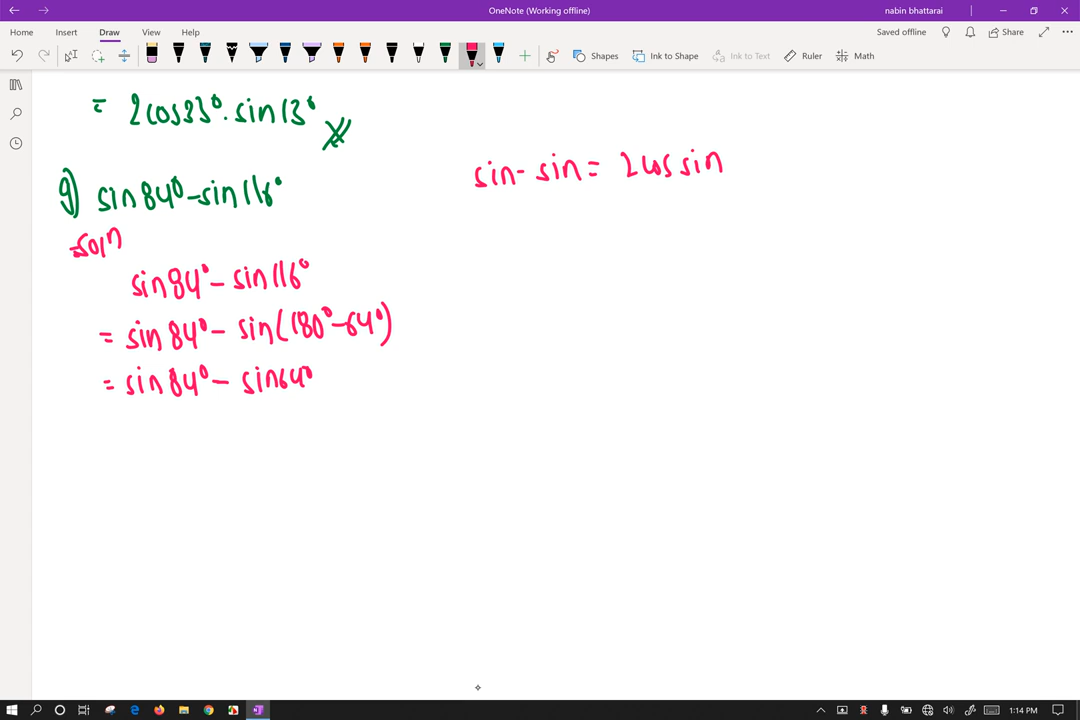 OneNote (Working offline)
nabin bhattarai
Home Insert Draw View Help
Saved offline
Share
Shapes
Ink to Shape
Ink to Text
Ruler
Math
= 2cos33°.sin13°
g) sin84°-sin116°
sin- sin= 2cos sin
soln
sin84°- sin116°
= sin84°- sin(180°-64°)
= sin84°- sin64°
1:14 PM